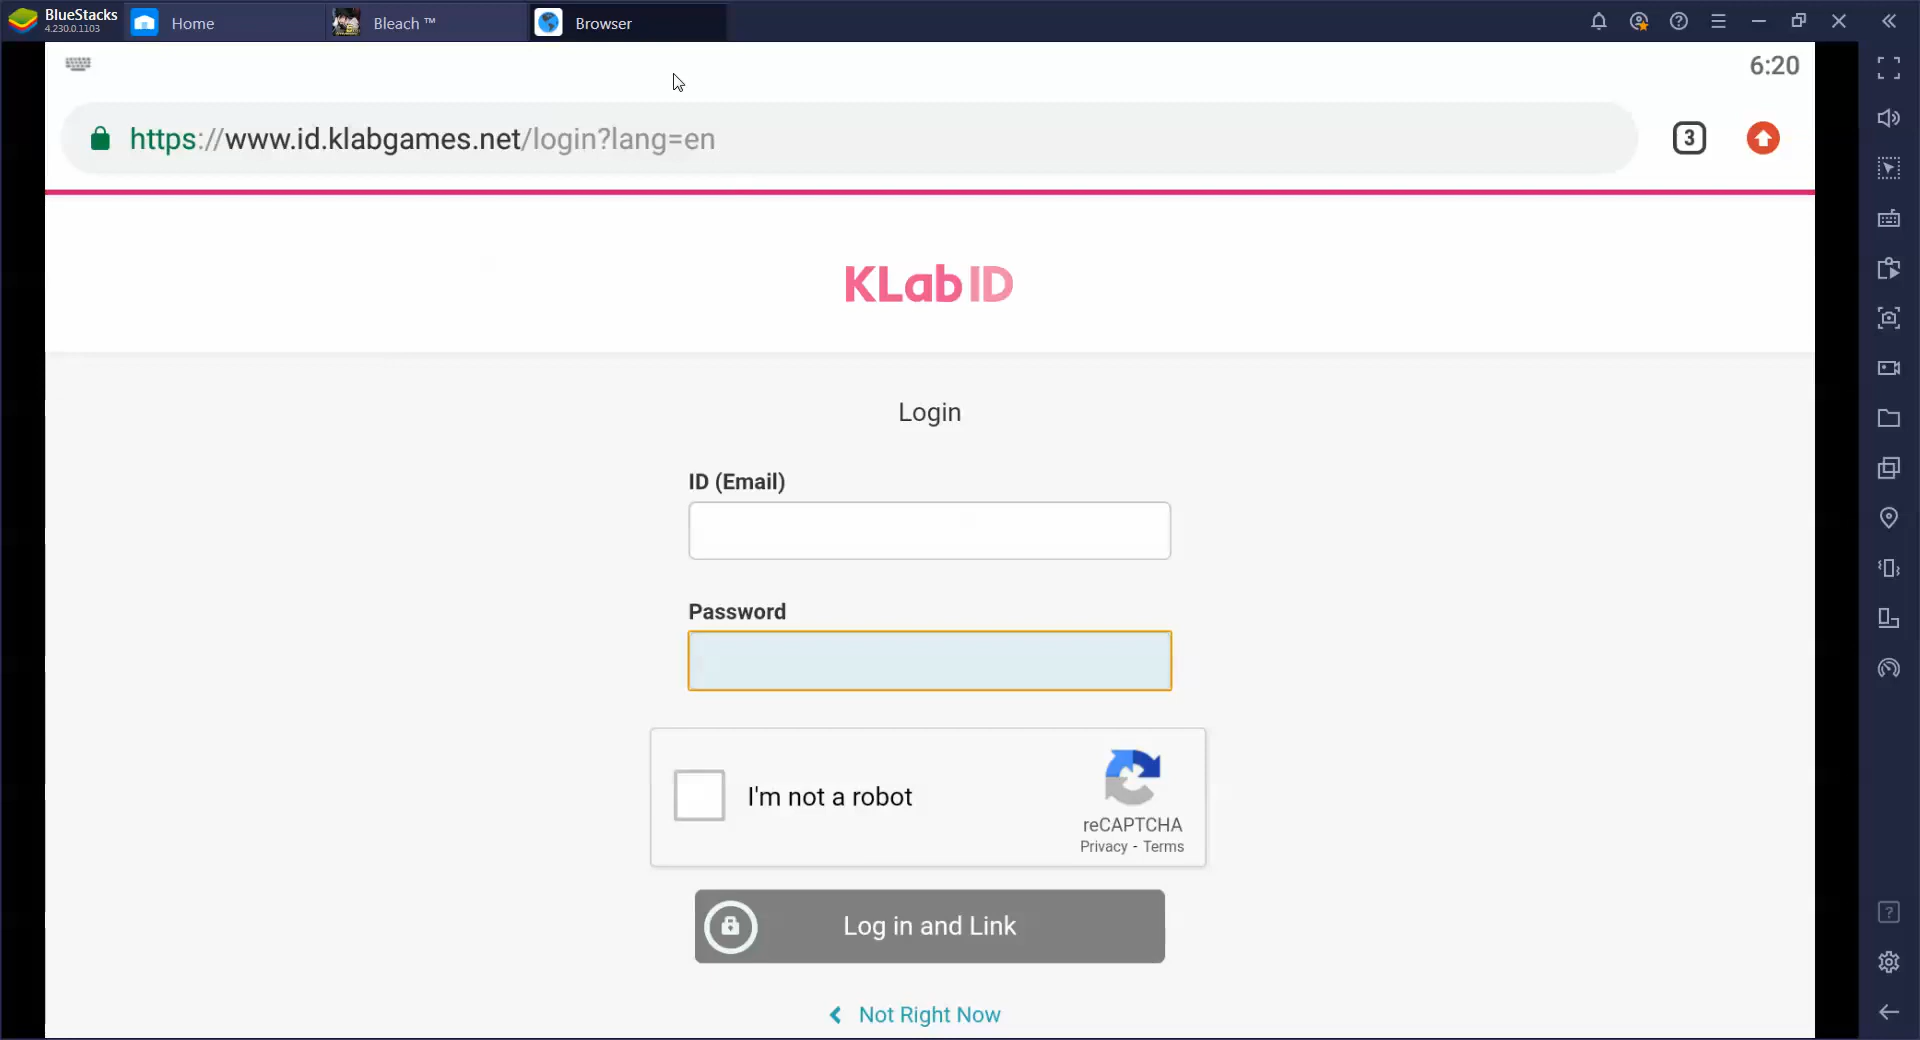 BlueStacks
4.230.0.1103
Home
Bleach ™
Browser
6:20
https://www.id.klabgames.net/login?lang=en
3
KLab ID
Login
ID (Email)
Password
I'm not a robot
reCAPTCHA
Privacy - Terms
Log in and Link
Not Right Now